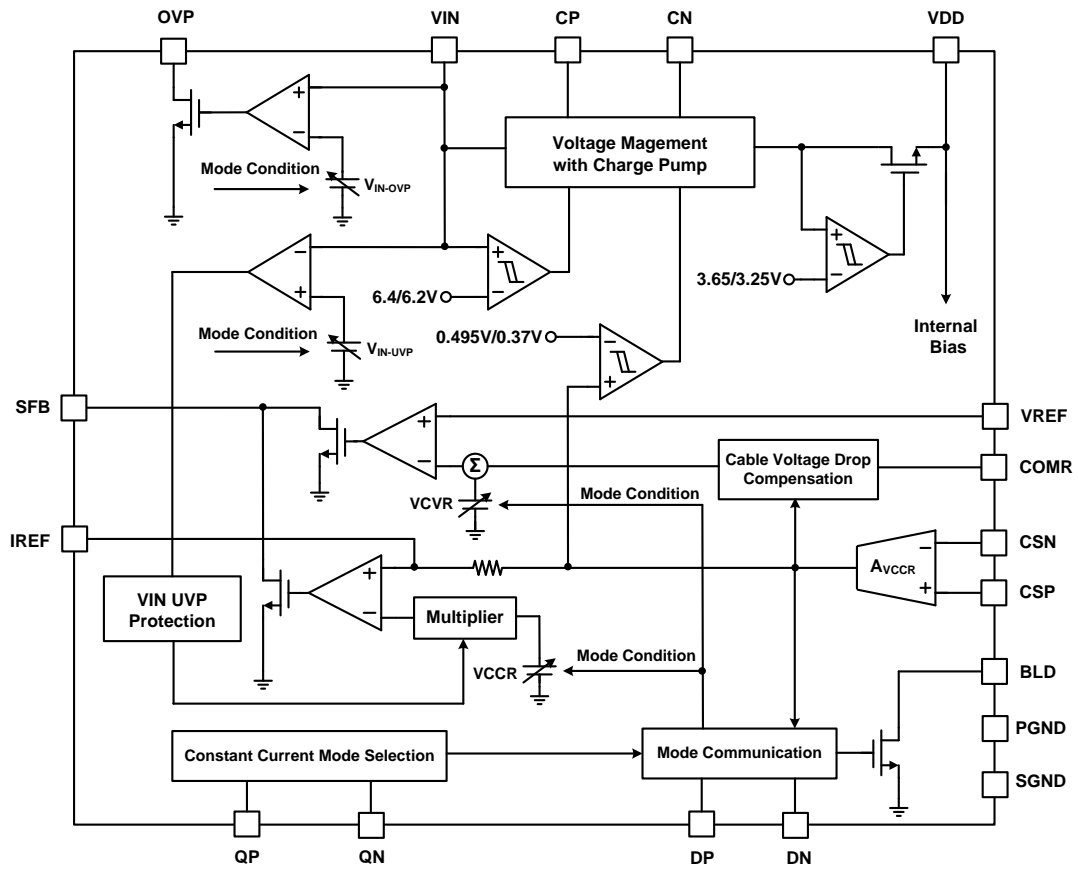 OVP
VIN
CP
CN
VDD
+
−
Mode Condition
VIN-OVP
Voltage Magement
with Charge Pump
−
+
+
−
6.4/6.2V
+
−
3.65/3.25V
Mode Condition
VIN-UVP
0.495V/0.37V
−
+
Internal
Bias
SFB
VREF
+
−
Σ
Cable Voltage Drop
Compensation
COMR
VCVR
Mode Condition
IREF
CSN
−
AVCCR
+
CSP
+
−
VIN UVP
Protection
Multiplier
VCCR
Mode Condition
BLD
PGND
Constant Current Mode Selection
Mode Communication
SGND
QP
QN
DP
DN